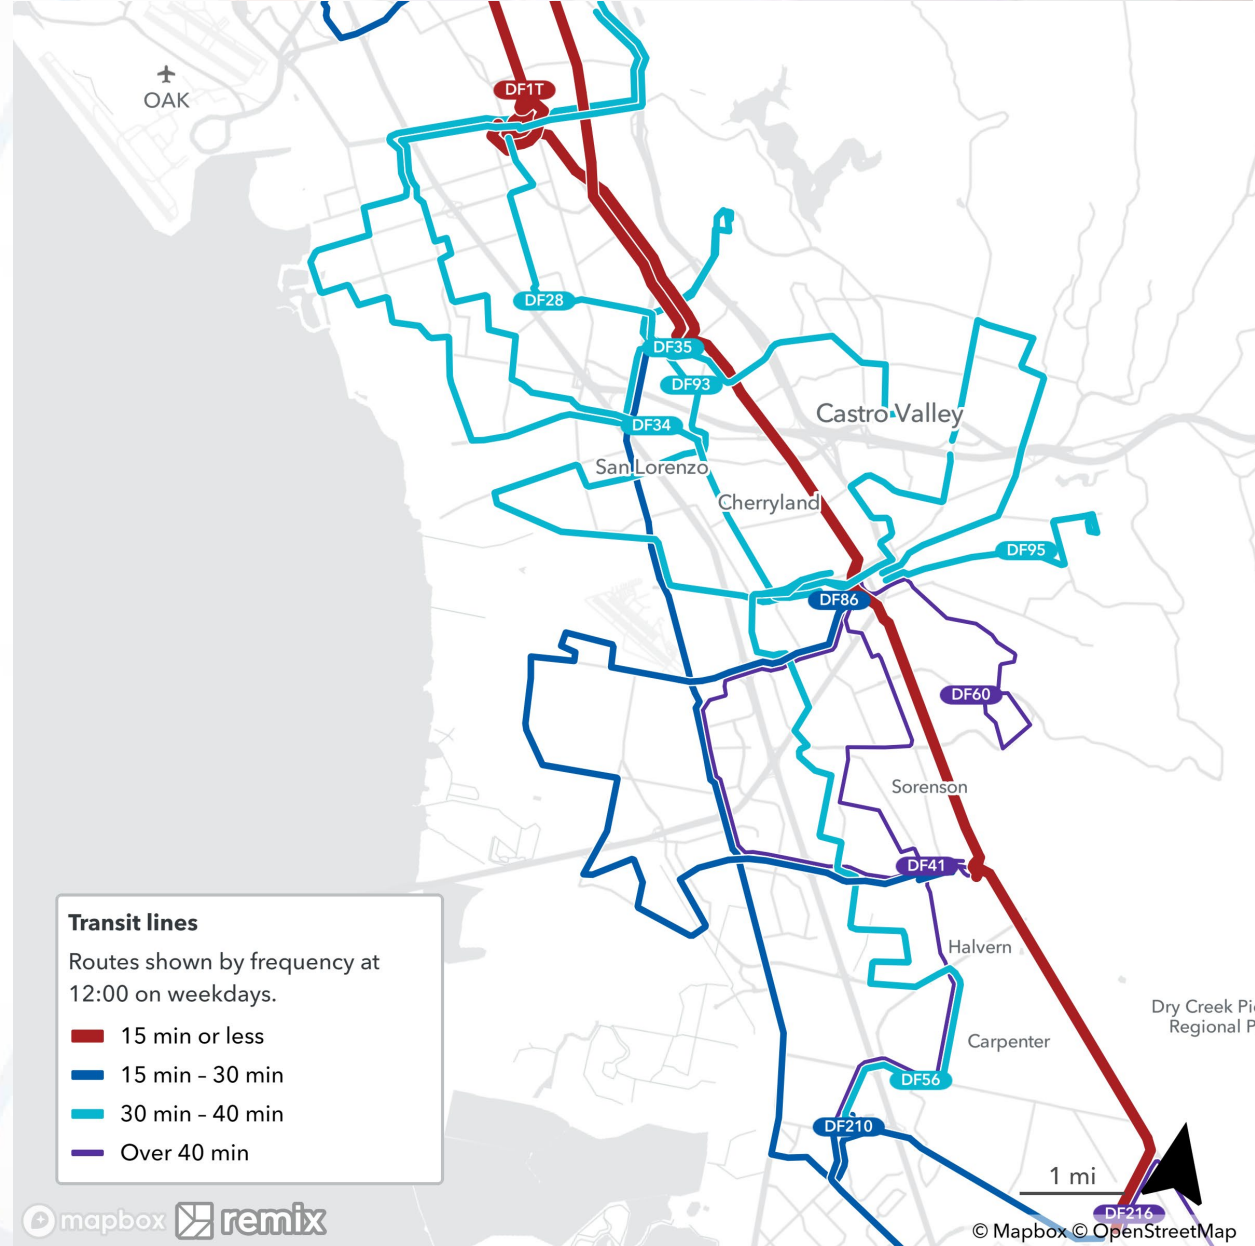 DF1T
OAK
DF28
DF35
DF93
Castro Valley
DF34
San Lorenzo
Cherryland
DF95
DF86
DF60
Sorenson
DF41
Transit lines
Routes shown by frequency at
12:00 on weekdays.
15 min or less
15 min – 30 min
30 min – 40 min
Over 40 min
Halvern
Dry Creek Pi
Regional P
Carpenter
DF56
DF210
1 mi
DF216
mapbox remix
© Mapbox © OpenStreetMap